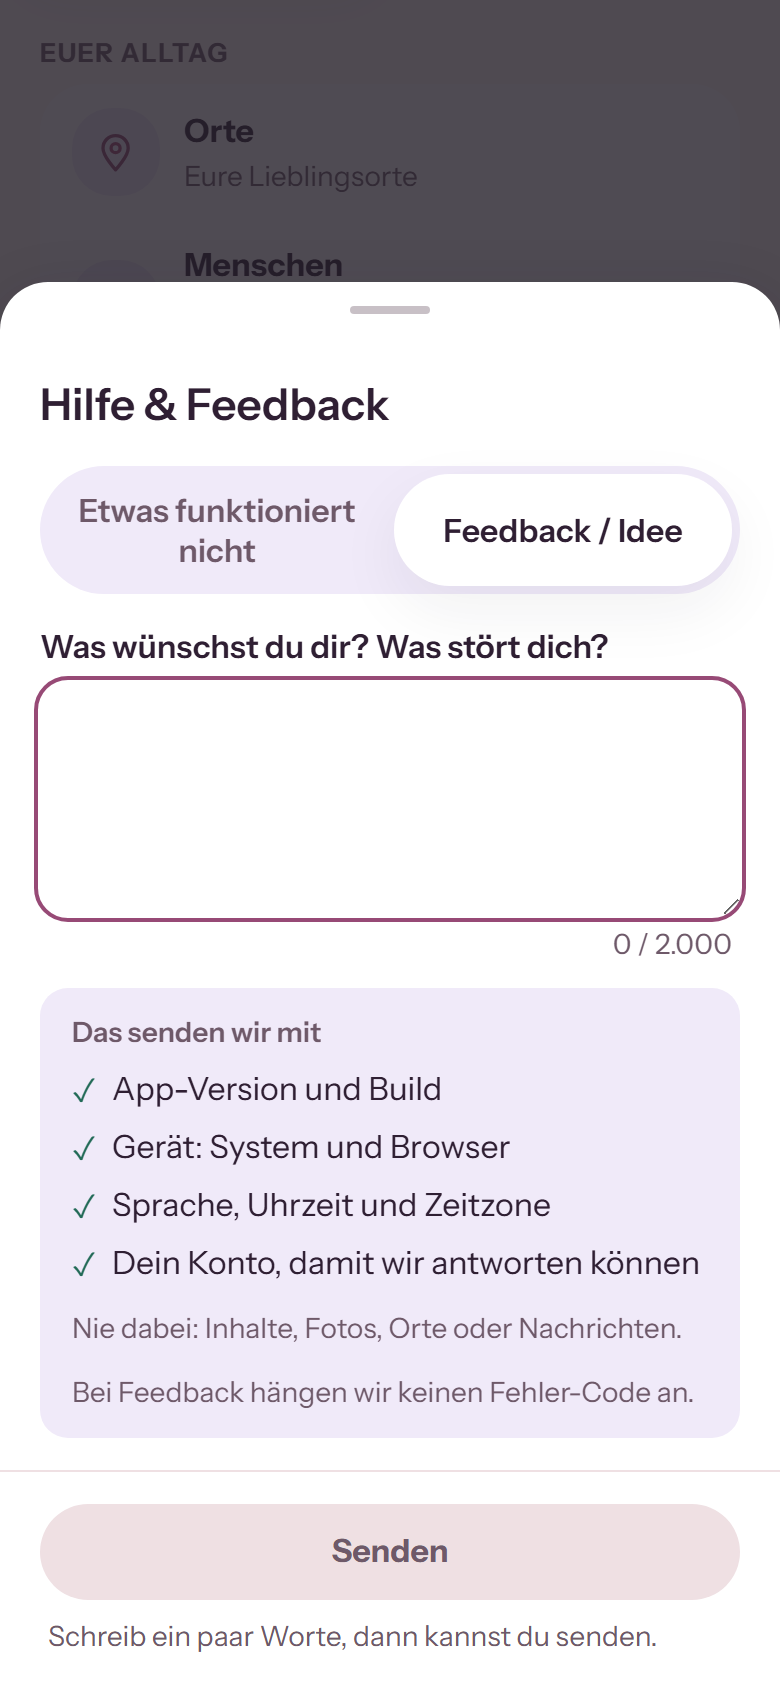 EUER ALLTAG
Orte
Eure Lieblingsorte
Menschen
Hilfe & Feedback
Etwas funktioniert
nicht
Feedback / Idee
Was wünschst du dir? Was stört dich?
0 / 2.000
Das senden wir mit
✓ App-Version und Build
✓ Gerät: System und Browser
✓ Sprache, Uhrzeit und Zeitzone
✓ Dein Konto, damit wir antworten können
Nie dabei: Inhalte, Fotos, Orte oder Nachrichten.
Bei Feedback hängen wir keinen Fehler-Code an.
Senden
Schreib ein paar Worte, dann kannst du senden.